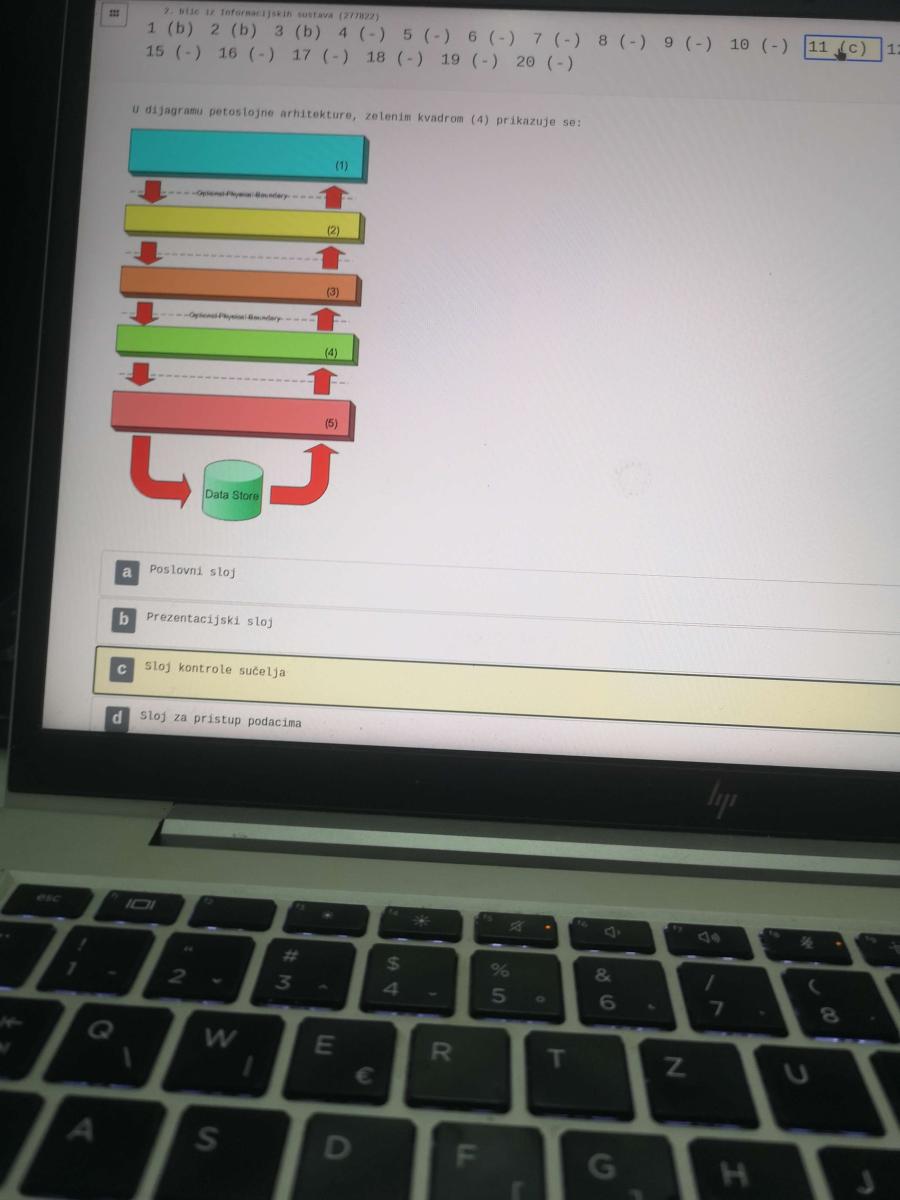 2. blic iz Informacijskih sustava (277822)
1 (b) 2 (b) 3 (b) 4 (-) 5 (-) 6 (-) 7 (-) 8 (-) 9 (-) 10 (-) 11 (c) 12
15 (-) 16 (-) 17 (-) 18 (-) 19 (-) 20 (-)
U dijagramu petoslojne arhitekture, zelenim kvadrom (4) prikazuje se:
(1)
Optional Physical Boundary
(2)
(3)
Optional Physical Boundary
(4)
(5)
Data Store
a Poslovni sloj
b Prezentacijski sloj
c Sloj kontrole sučelja
d Sloj za pristup podacima
hp
esc
! " # $ % & / (
1 2 3 4 5 6 7 8
Q W E R T Z U
\ | €
A S D F G H J
[ ]